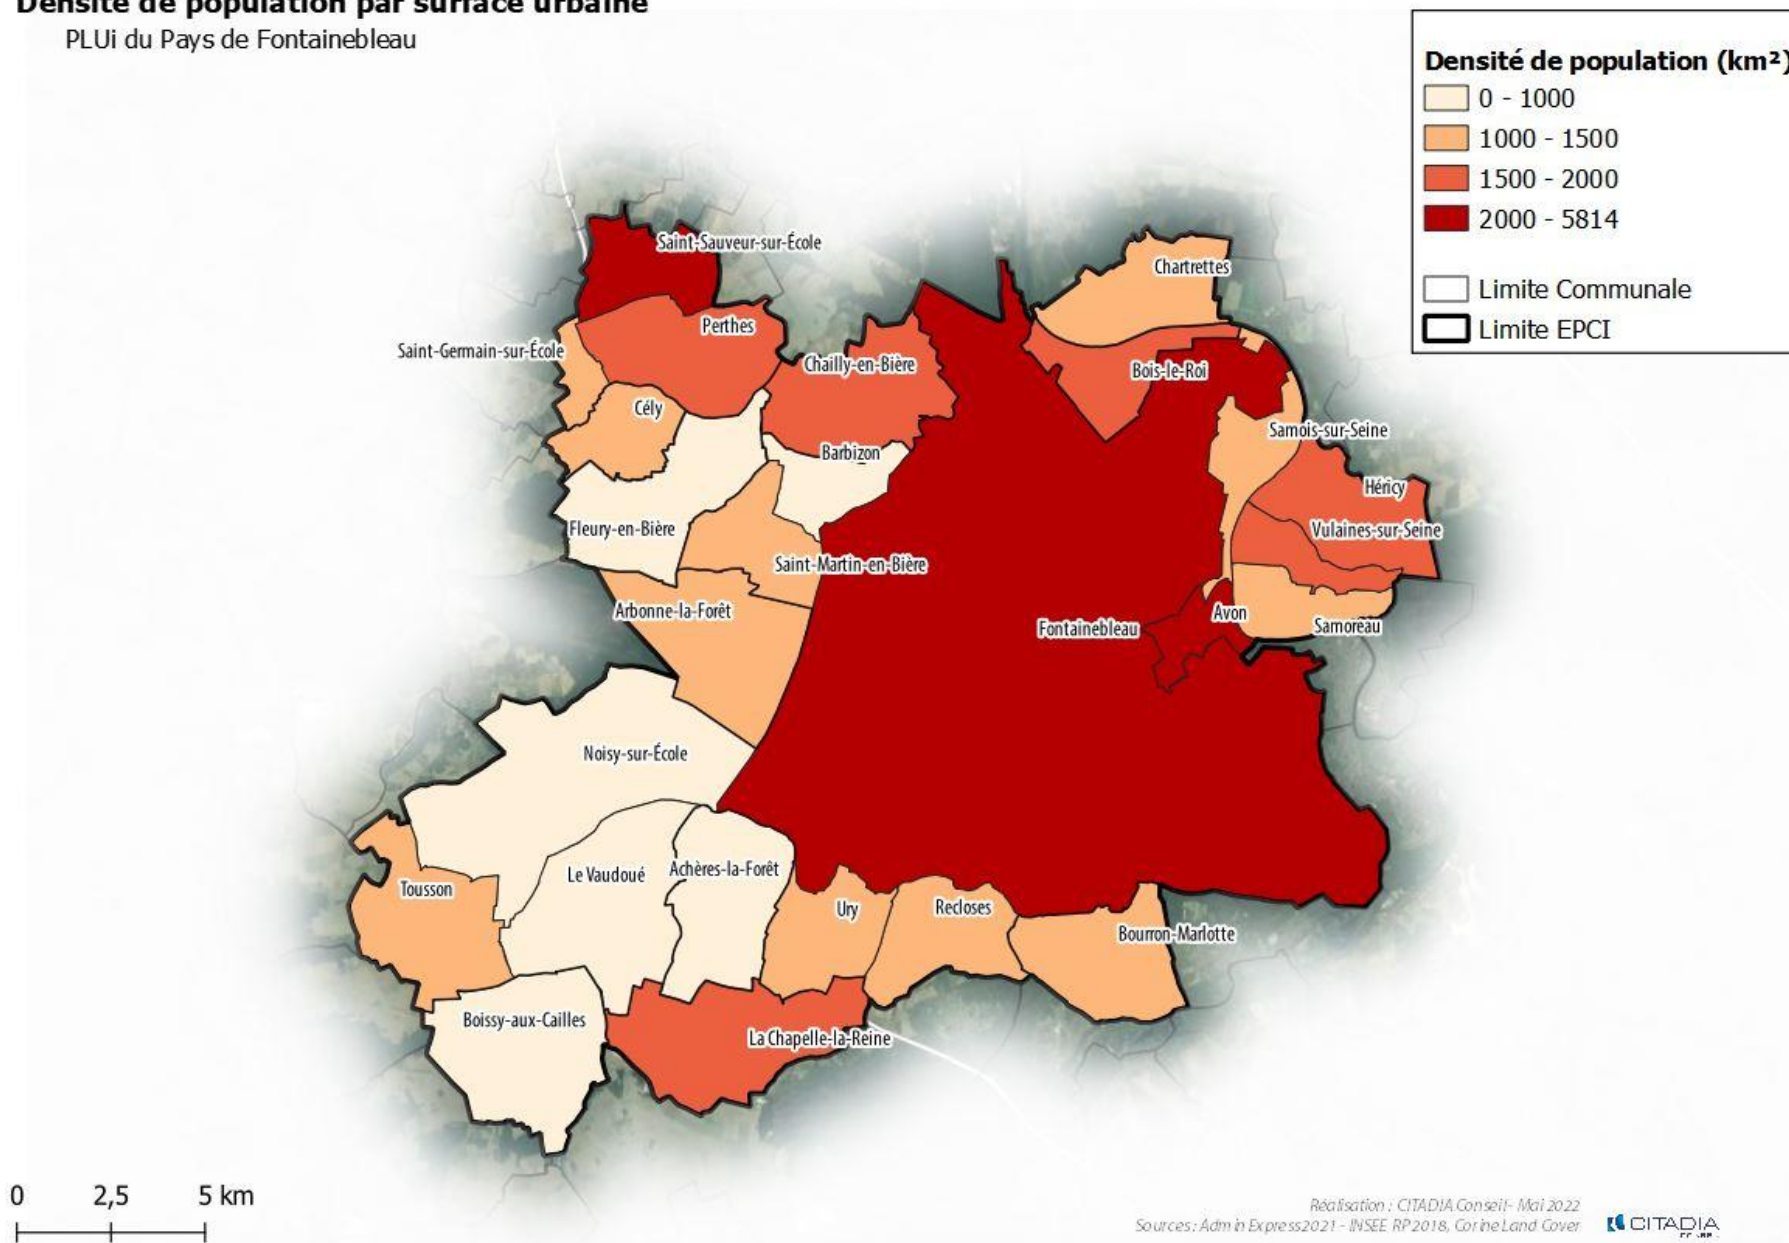 Densité de population par surface urbaine
PLUi du Pays de Fontainebleau
Densité de population (km²)
0 - 1000
1000 - 1500
1500 - 2000
2000 - 5814
Limite Communale
Limite EPCI
Saint-Sauveur-sur-École
Chartrettes
Perthes
Saint-Germain-sur-École
Chailly-en-Bière
Bois-le-Roi
Cély
Samois-sur-Seine
Barbizon
Héricy
Fleury-en-Bière
Vulaines-sur-Seine
Saint-Martin-en-Bière
Arbonne-la-Forêt
Avon
Fontainebleau
Samoreau
Noisy-sur-École
Le Vaudoué
Achères-la-Forêt
Tousson
Ury
Recloses
Bourron-Marlotte
Boissy-aux-Cailles
La Chapelle-la-Reine
0 2,5 5 km
Réalisation : CITADIA Conseil - Mai 2022
Sources : Admin Express2021 - INSEE RP2018, Corine Land Cover
CITADIA